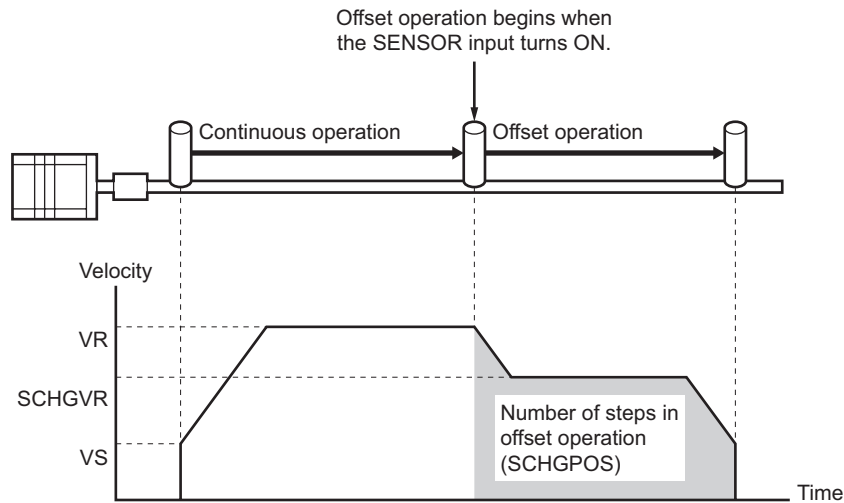 Offset operation begins when
the SENSOR input turns ON.
Continuous operation
Offset operation
Velocity
VR
SCHGVR
VS
Number of steps in
offset operation
(SCHGPOS)
Time